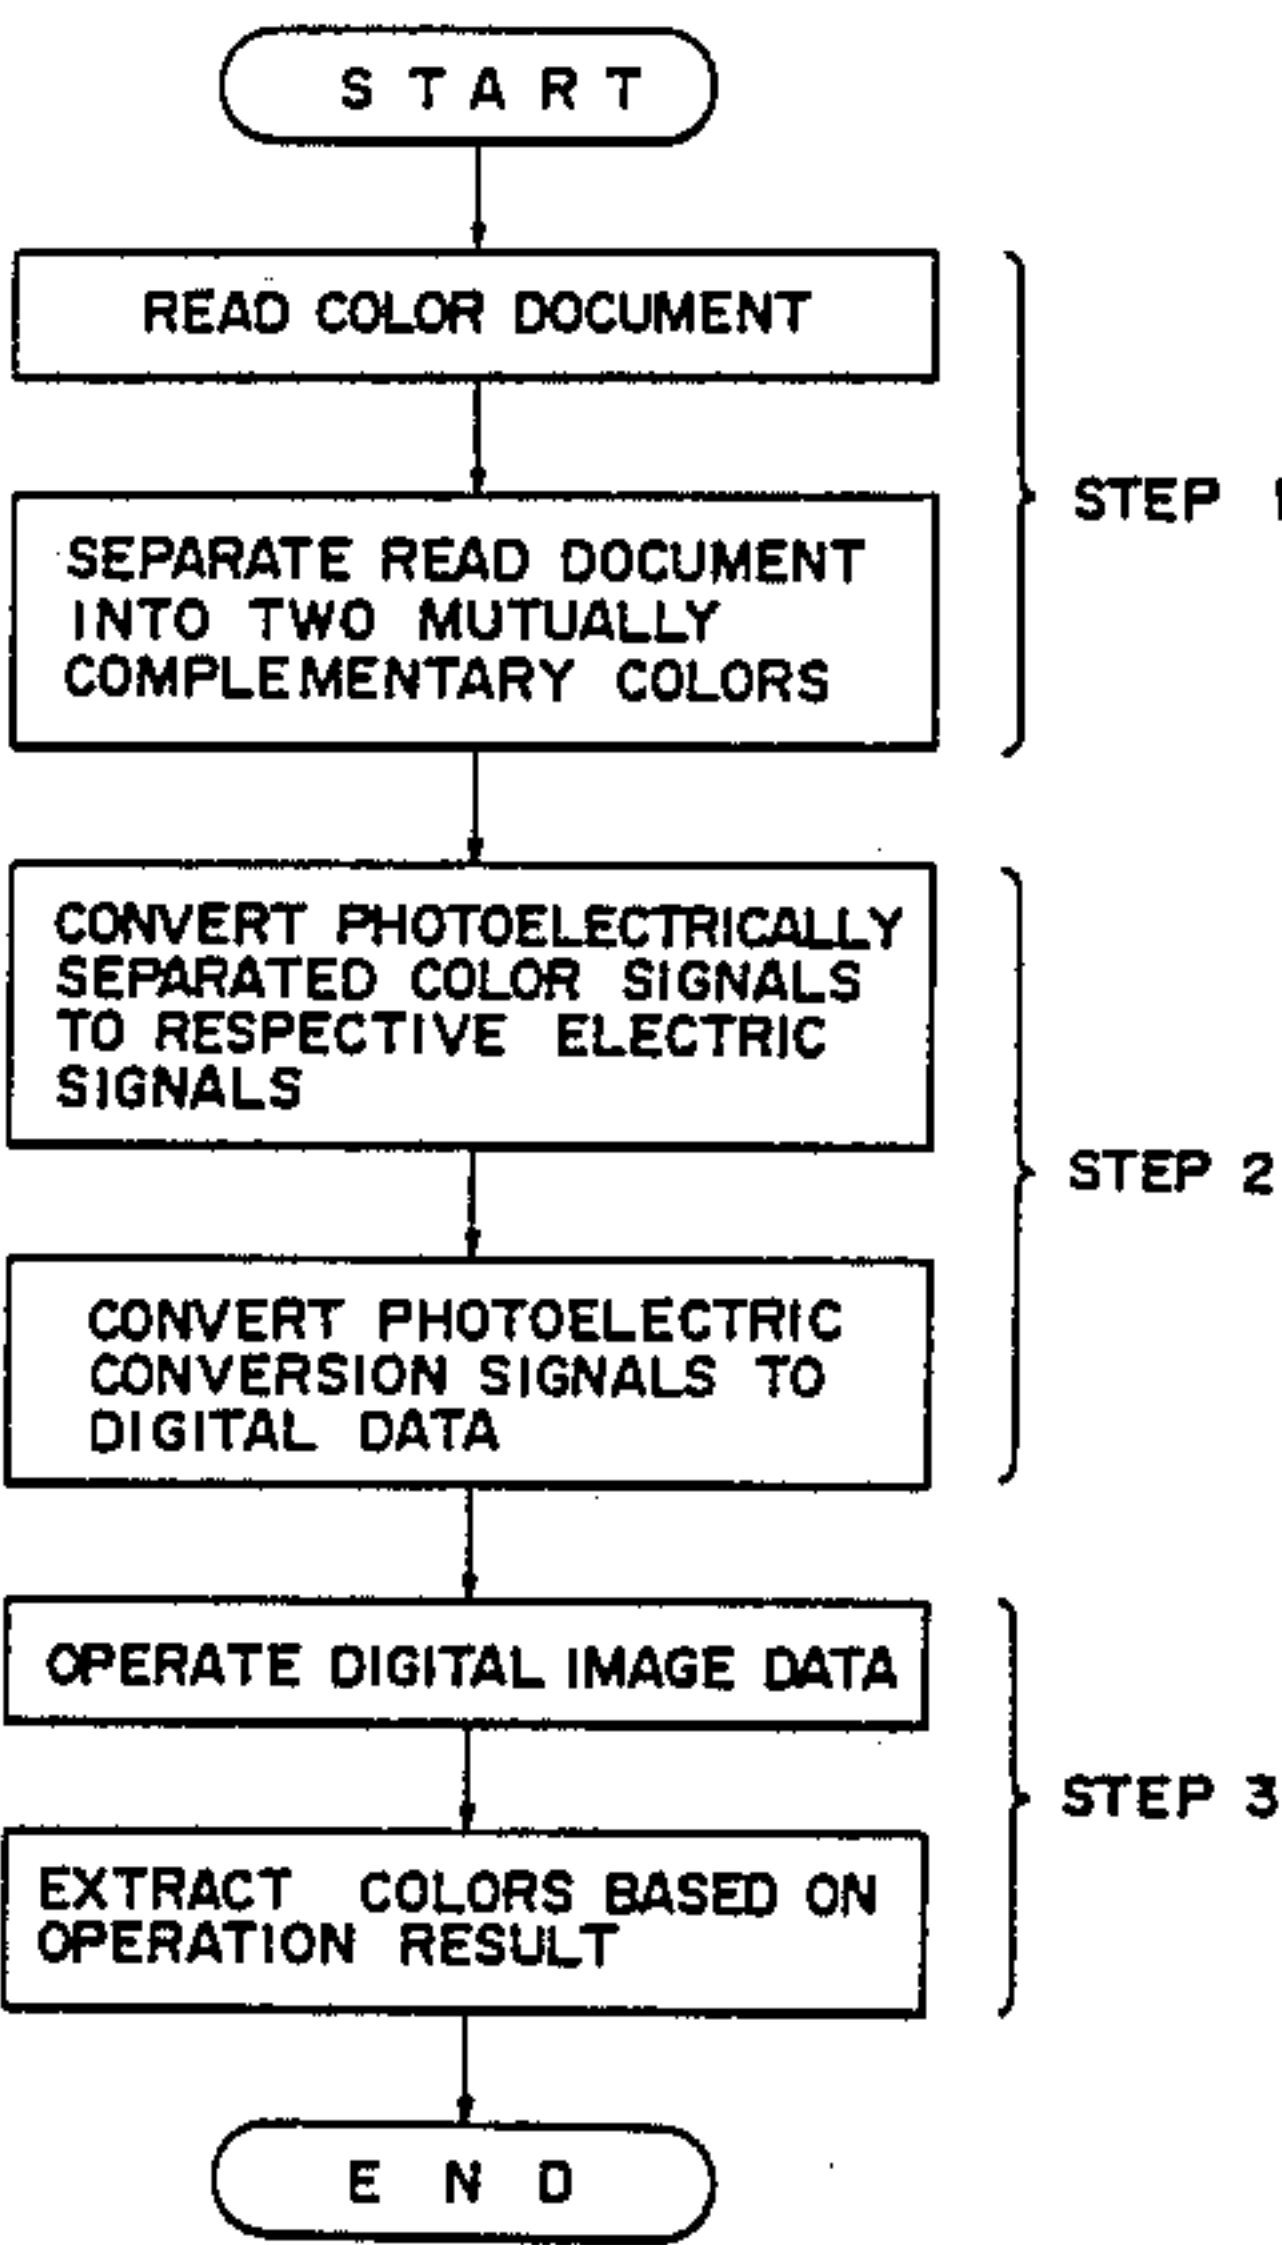 START
READ COLOR DOCUMENT
STEP 1
SEPARATE READ DOCUMENT
INTO TWO MUTUALLY
COMPLEMENTARY COLORS
CONVERT PHOTOELECTRICALLY
SEPARATED COLOR SIGNALS
TO RESPECTIVE ELECTRIC
SIGNALS
STEP 2
CONVERT PHOTOELECTRIC
CONVERSION SIGNALS TO
DIGITAL DATA
OPERATE DIGITAL IMAGE DATA
STEP 3
EXTRACT COLORS BASED ON
OPERATION RESULT
END